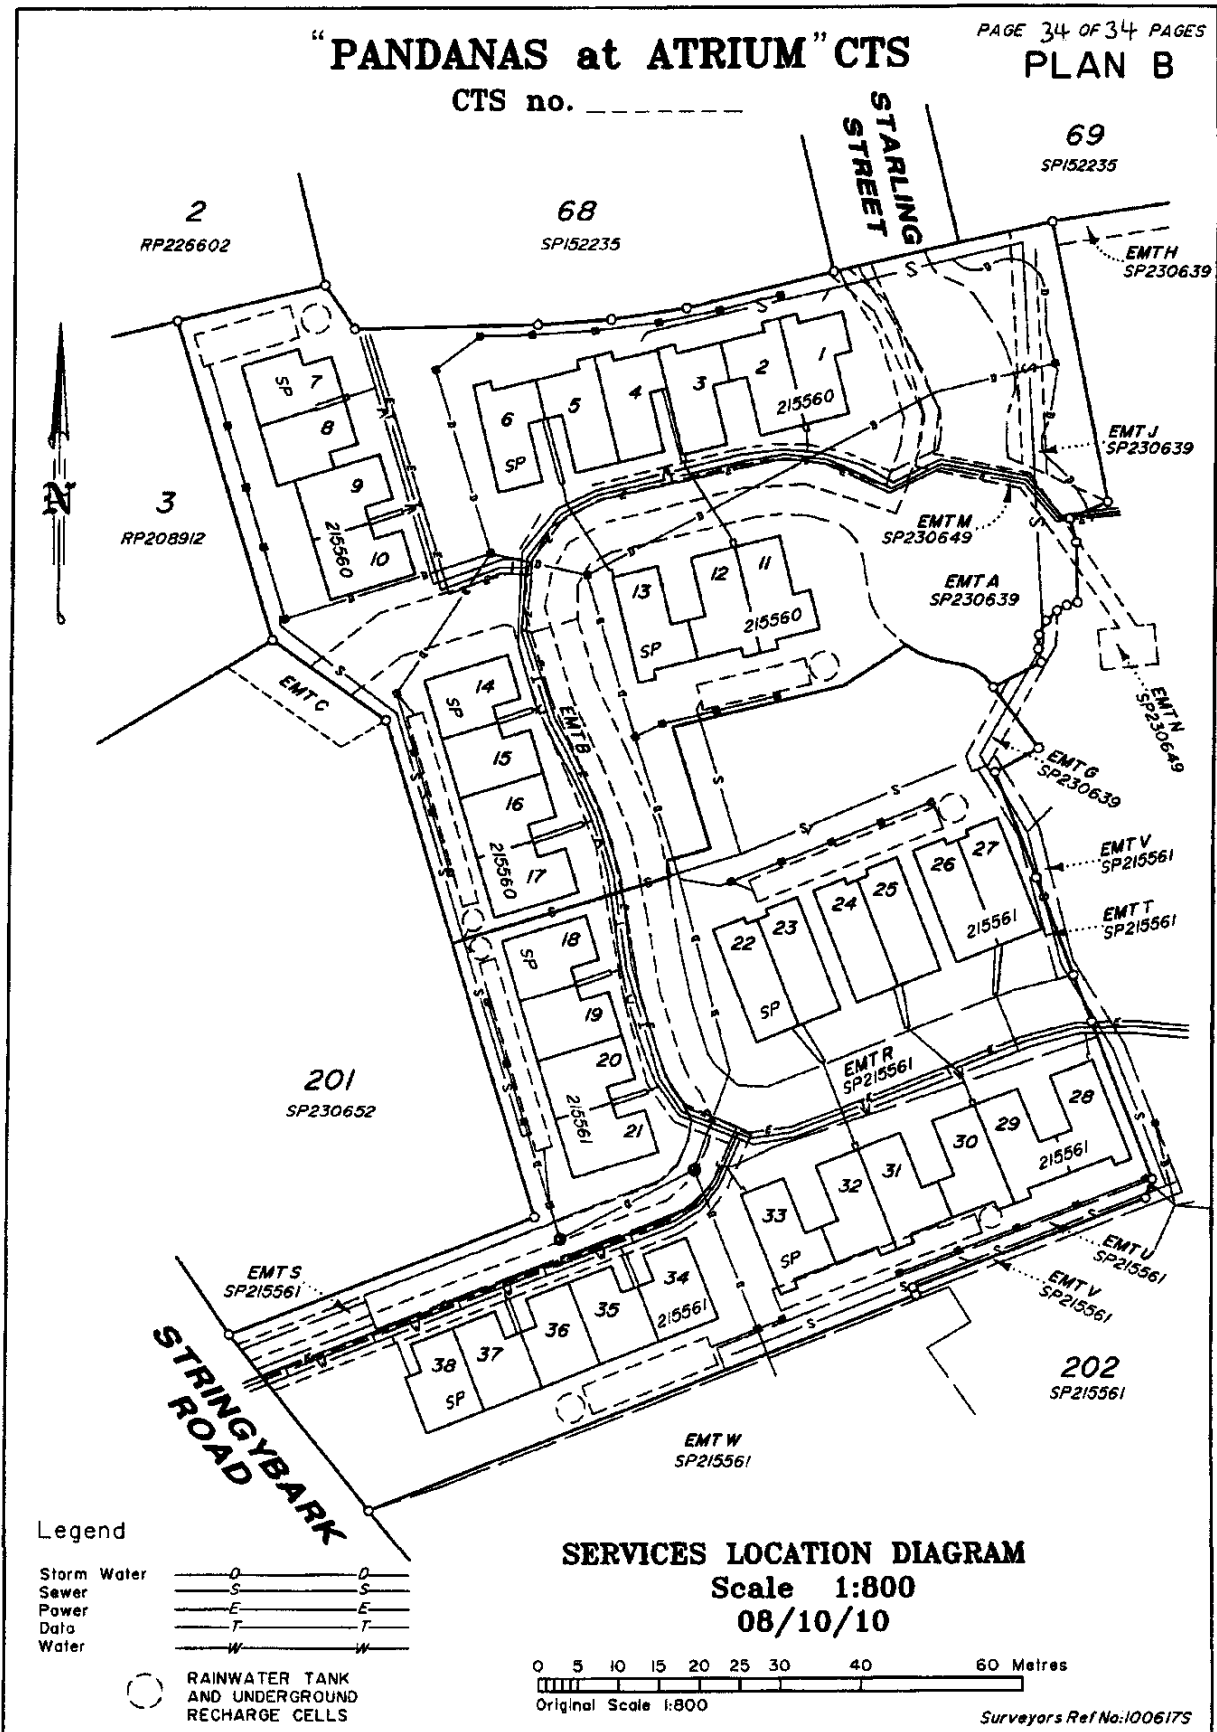 PAGE 34 OF 34 PAGES
"PANDANAS at ATRIUM" CTS
PLAN B
CTS no.
STARLING
STREET
69
SP152235
2
RP226602
68
SP152235
EMT H
SP230639
7
SP
8
9
10
215560
1
2
3
4
5
6
SP
215560
EMT J
SP230639
3
RP208912
EMT M
SP230649
EMT A
SP230639
11
12
13
215560
SP
N
EMT C
EMT B
14
SP
15
16
17
215560
EMT N
SP230649
EMT G
SP230639
EMT V
SP215561
EMT T
SP215561
27
26
25
24
23
22
215561
SP
18
SP
19
20
21
215561
EMT R
SP215561
201
SP230652
28
29
30
31
32
33
215561
SP
EMT S
SP215561
34
35
36
37
38
215561
SP
EMT U
SP215561
EMT V
SP215561
202
SP215561
EMT W
SP215561
STRINGYBARK
ROAD
Legend
Storm Water D D
Sewer S S
Power E E
Data T T
Water W W
RAINWATER TANK
AND UNDERGROUND
RECHARGE CELLS
SERVICES LOCATION DIAGRAM
Scale 1:800
08/10/10
0 5 10 15 20 25 30 40 60 Metres
Original Scale 1:800
Surveyors Ref No:100617S